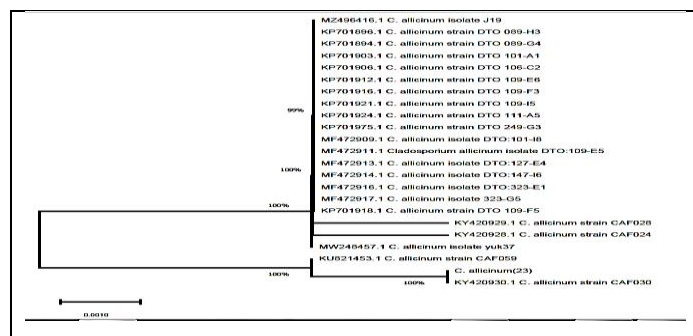 MZ496416.1 C. allicinum isolate J19
KP701896.1 C. allicinum strain DTO 089-H3
KP701894.1 C. allicinum strain DTO 089-G4
KP701903.1 C. allicinum strain DTO 101-A1
KP701906.1 C. allicinum strain DTO 106-C2
KP701912.1 C. allicinum strain DTO 109-E6
KP701916.1 C. allicinum strain DTO 109-F3
KP701921.1 C. allicinum strain DTO 109-I5
99%
KP701924.1 C. allicinum strain DTO 111-A5
KP701975.1 C. allicinum strain DTO 249-G3
MF472909.1 C. allicinum isolate DTO:101-I8
MF472911.1 Cladosporium allicinum isolate DTO:109-E5
MF472913.1 C. allicinum isolate DTO:127-E4
100%
MF472914.1 C. allicinum isolate DTO:147-I6
MF472916.1 C. allicinum isolate DTO:323-E1
MF472917.1 C. allicinum isolate 323-G5
100%
KP701918.1 C. allicinum strain DTO 109-F5
KY420929.1 C. allicinum strain CAF028
KY420928.1 C. allicinum strain CAF024
MW248457.1 C. allicinum isolate yuk37
KU821453.1 C. allicinum strain CAF059
100%
C. allicinum(23)
100%
KY420930.1 C. allicinum strain CAF030
0.0010